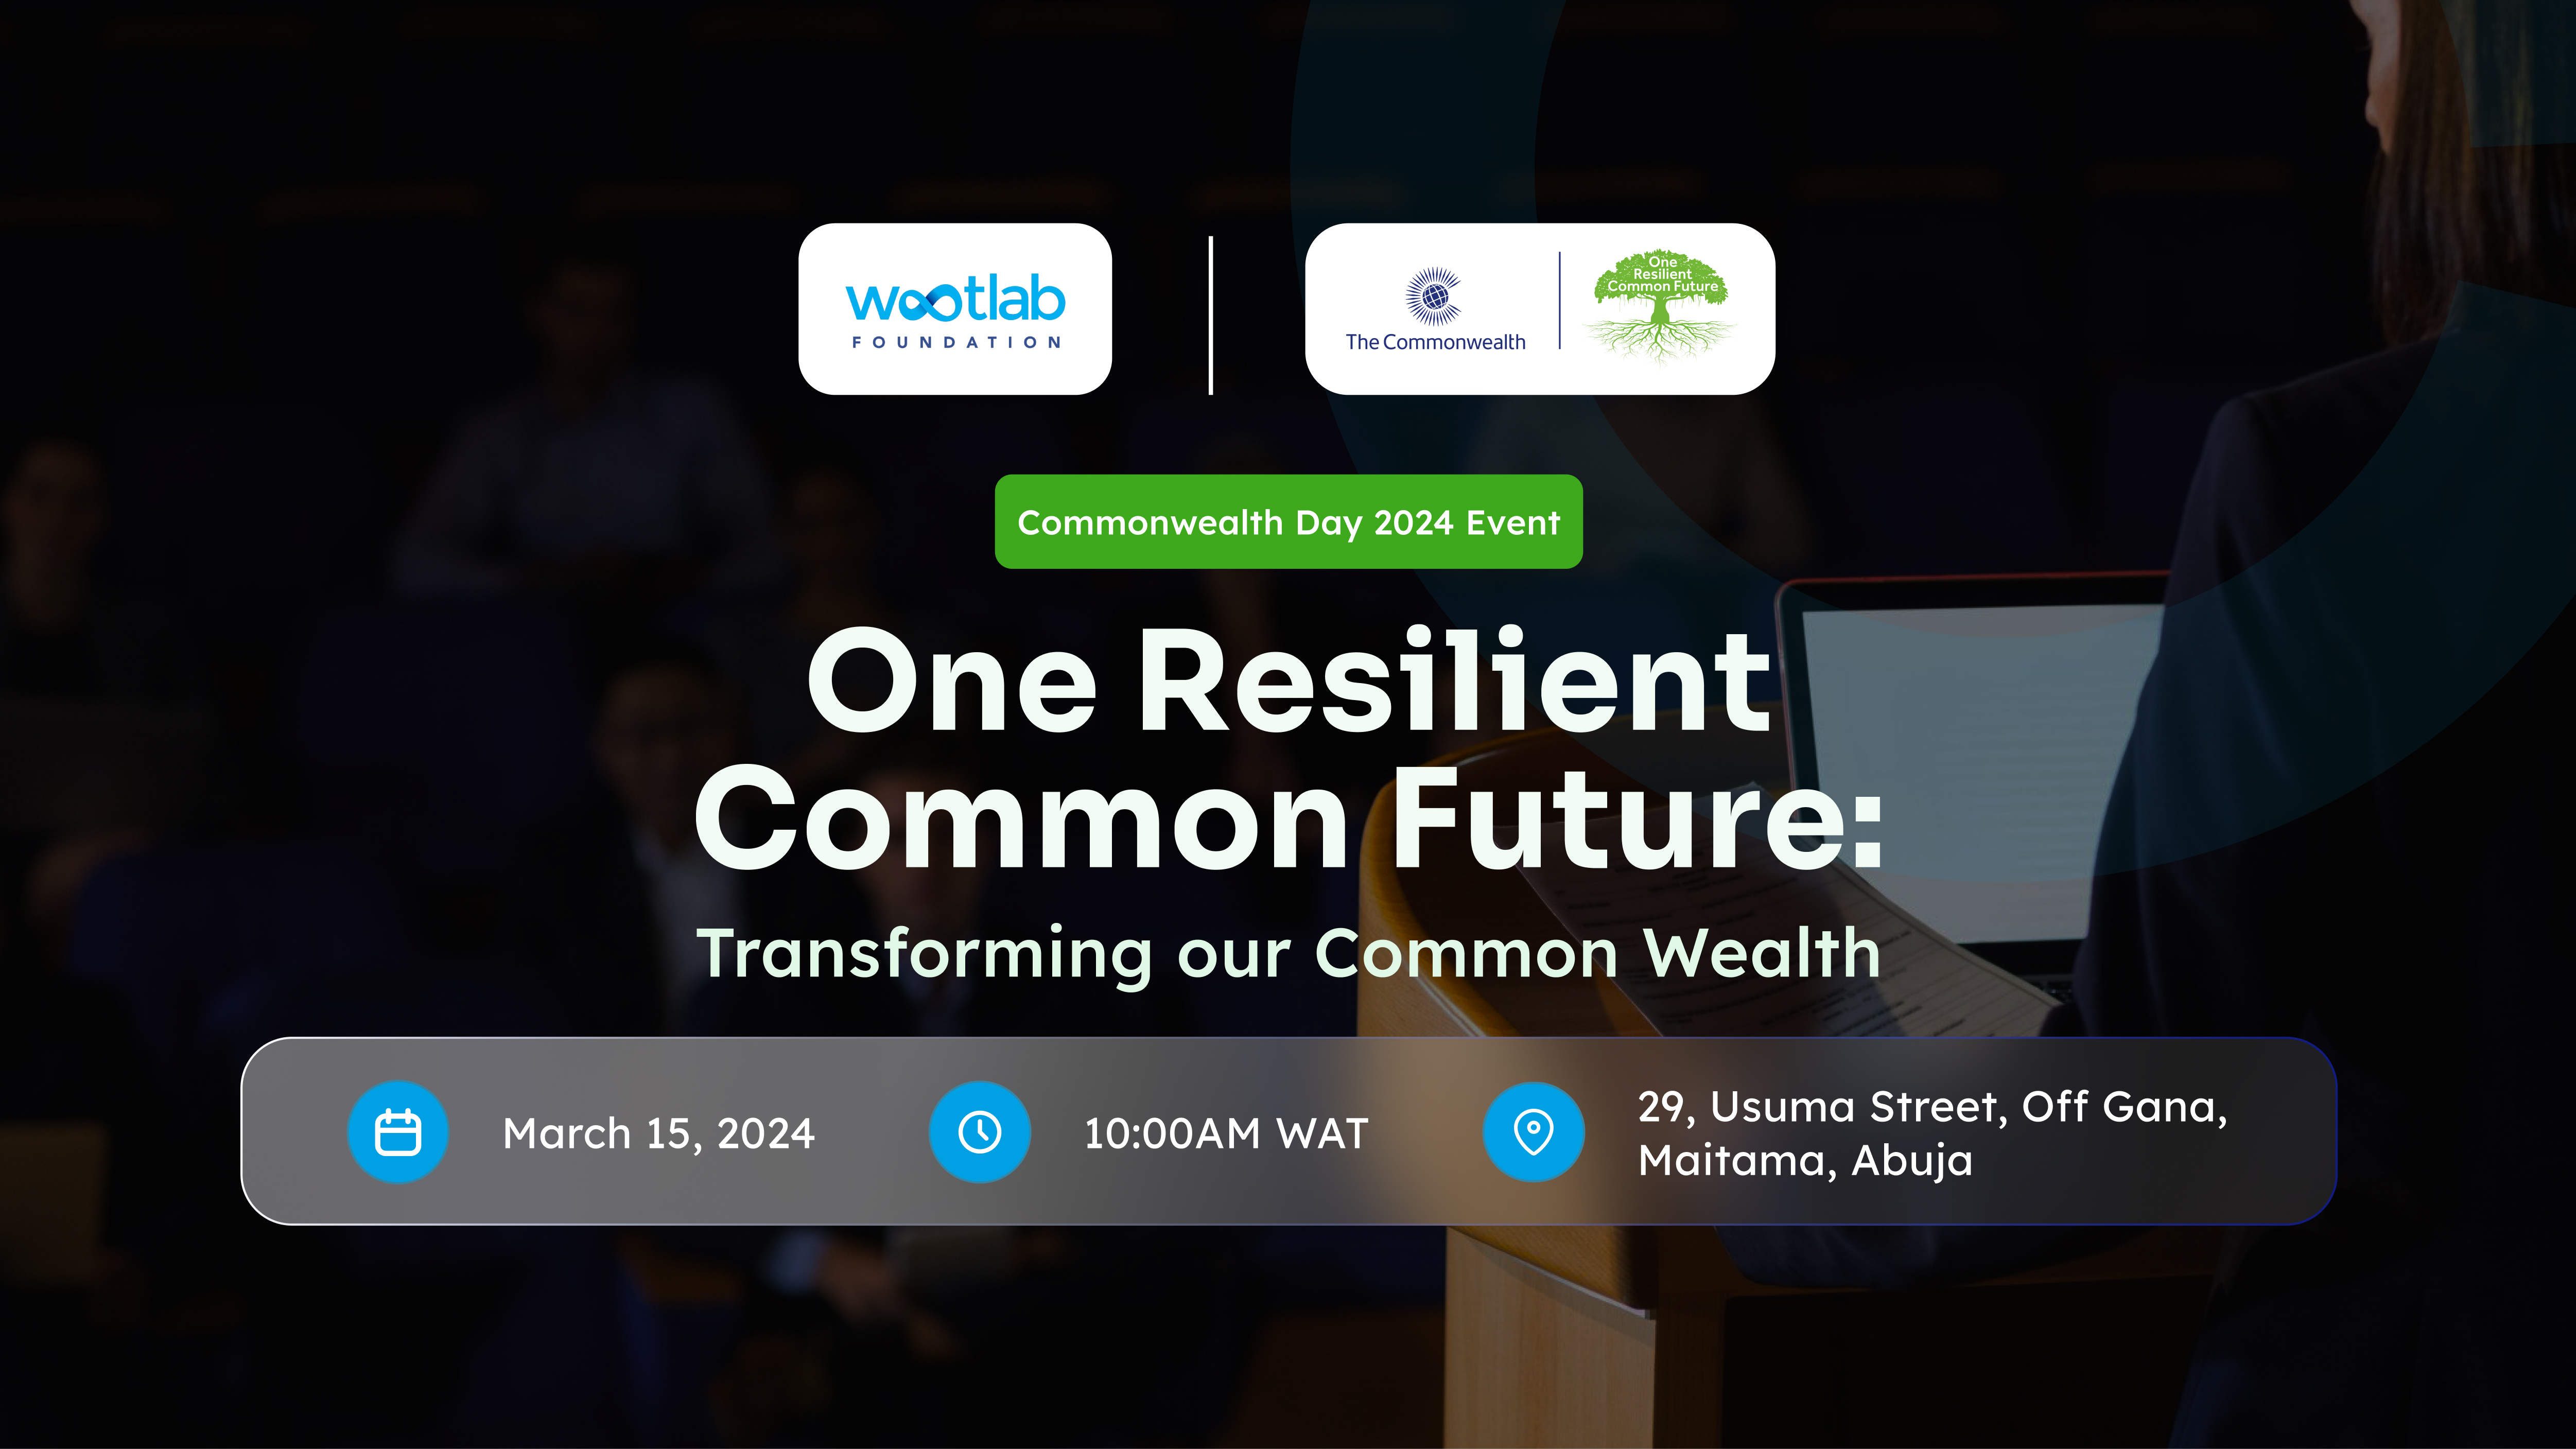 wootlab
FOUNDATION
The Commonwealth
One
Resilient
Common Future
Commonwealth Day 2024 Event
One Resilient
Common Future:
Transforming our Common Wealth
March 15, 2024
10:00AM WAT
29, Usuma Street, Off Gana,
Maitama, Abuja